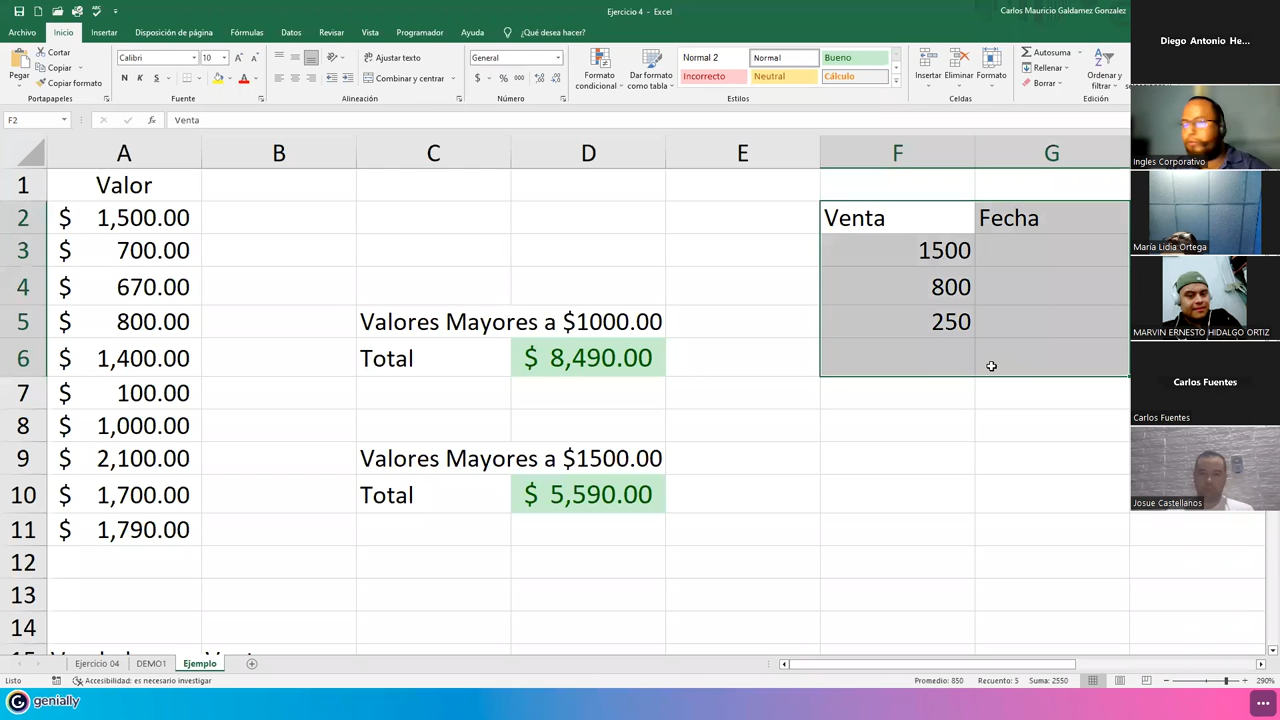 Ejercicio 4 - Excel
Carlos Mauricio Galdamez Gonzalez
Archivo Inicio Insertar Disposición de página Fórmulas Datos Revisar Vista Programador Ayuda ¿Qué desea hacer?
Pegar
Cortar
Copiar
Copiar formato
Portapapeles
Calibri 10
N K S
Fuente
Ajustar texto
Combinar y centrar
Alineación
General
$ % 000
Número
Formato condicional
Dar formato como tabla
Normal 2 Normal Bueno
Incorrecto Neutral Cálculo
Estilos
Insertar Eliminar Formato
Celdas
Autosuma
Rellenar
Borrar
Ordenar y filtrar
Edición
F2 fx Venta
A B C D E F G
1 Valor
2 $ 1,500.00 Venta Fecha
3 $ 700.00 1500
4 $ 670.00 800
5 $ 800.00 Valores Mayores a $1000.00 250
6 $ 1,400.00 Total $ 8,490.00
7 $ 100.00
8 $ 1,000.00
9 $ 2,100.00 Valores Mayores a $1500.00
10 $ 1,700.00 Total $ 5,590.00
11 $ 1,790.00
12
13
14
Ejercicio 04 DEMO1 Ejemplo
Listo Accesibilidad: es necesario investigar Promedio: 850 Recuento: 5 Suma: 2550 290%
genially
Diego Antonio He...
Ingles Corporativo
María Lidia Ortega
MARVIN ERNESTO HIDALGO ORTIZ
Carlos Fuentes
Carlos Fuentes
Josue Castellanos